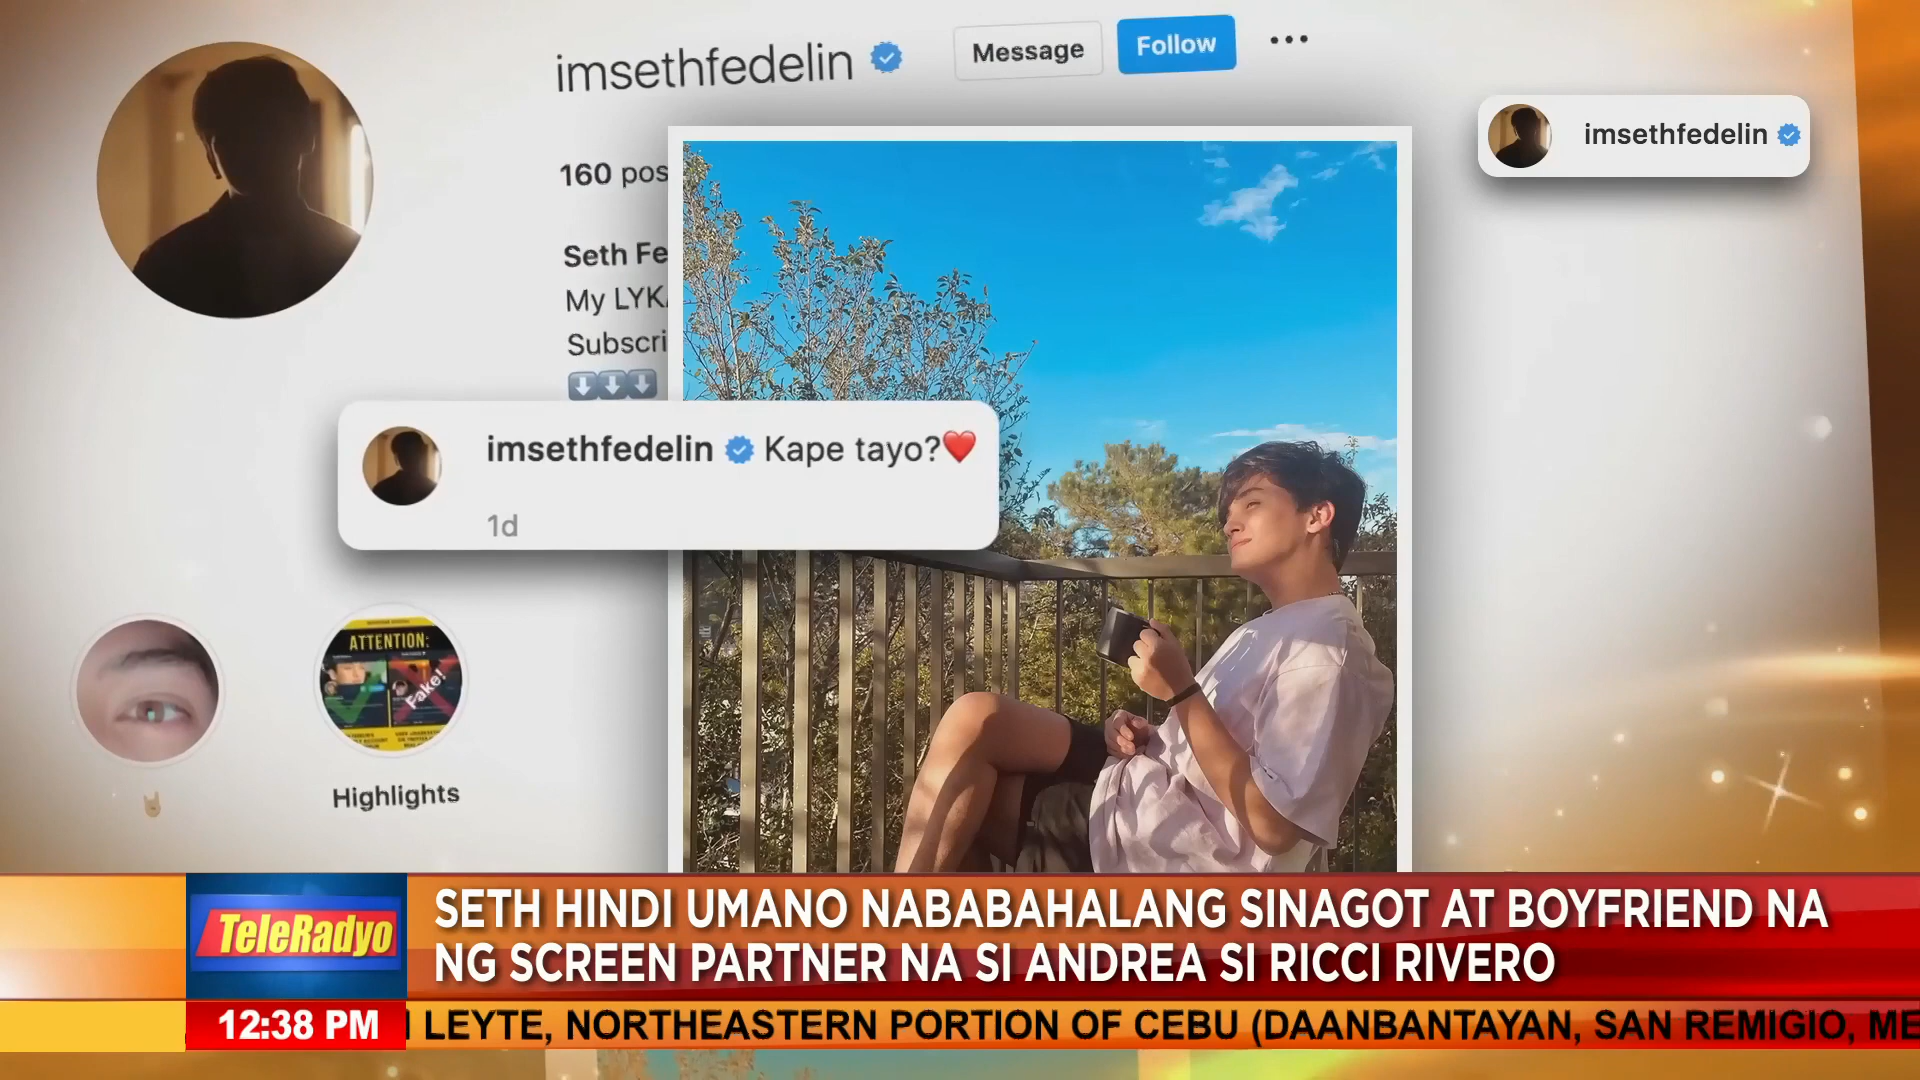 imsethfedelin
Message
Follow
imsethfedelin
160 pos
Seth Fe
My LYK
Subscri
imsethfedelin Kape tayo?❤️
1d
ATTENTION:
Fake!
Highlights
TeleRadyo
SETH HINDI UMANO NABABAHALANG SINAGOT AT BOYFRIEND NA
NG SCREEN PARTNER NA SI ANDREA SI RICCI RIVERO
12:38 PM
LEYTE, NORTHEASTERN PORTION OF CEBU (DAANBANTAYAN, SAN REMIGIO, ME